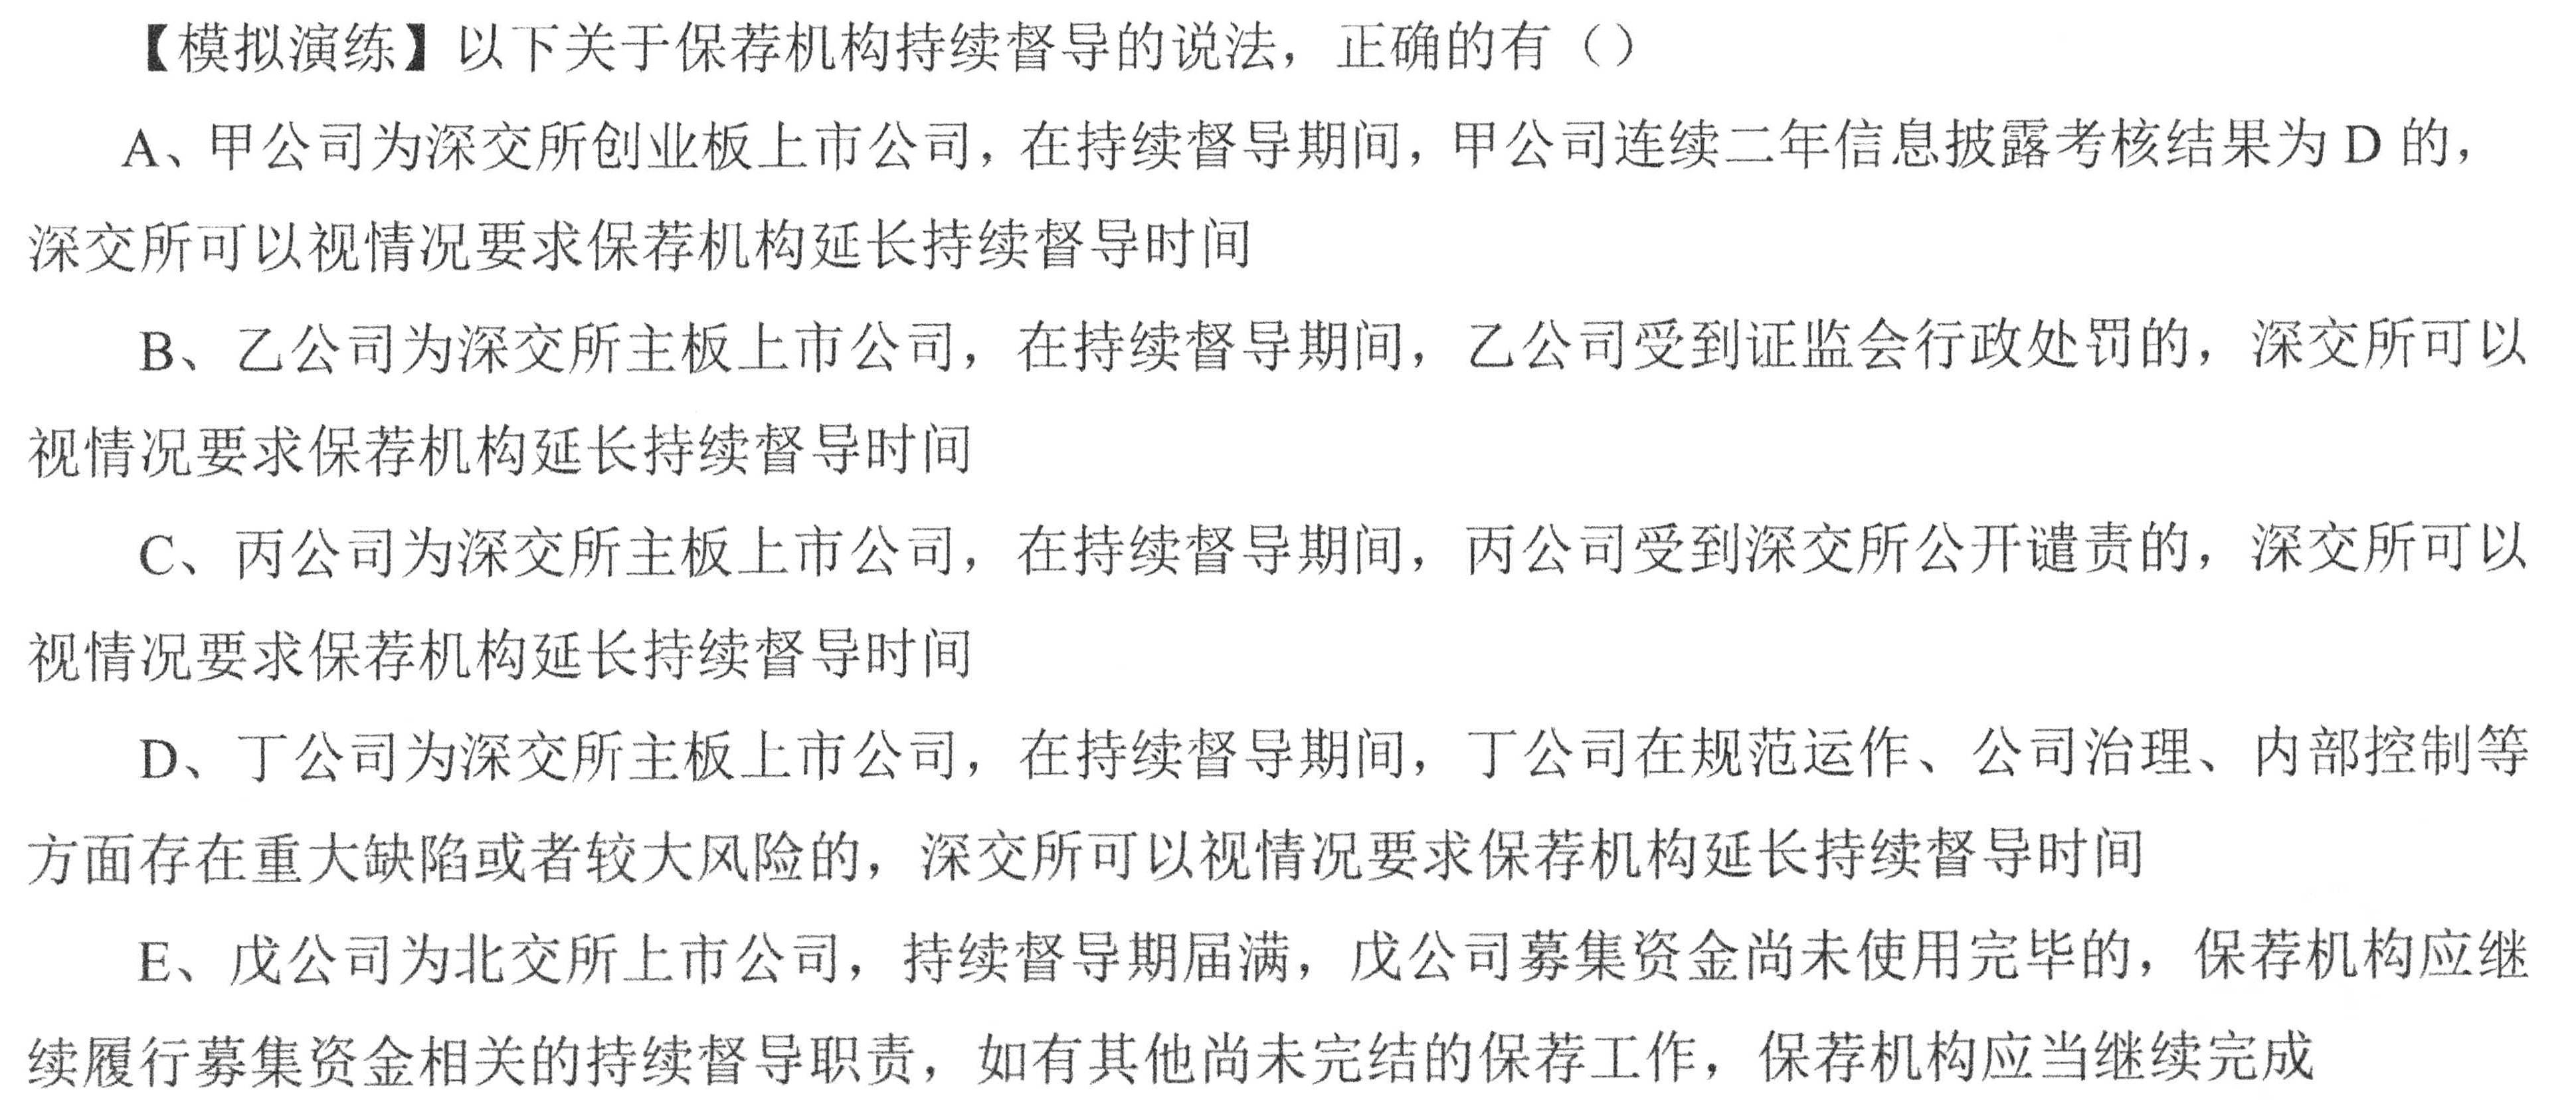 【模拟演练】以下关于保荐机构持续督导的说法，正确的有（）
A、甲公司为深交所创业板上市公司，在持续督导期间，甲公司连续二年信息披露考核结果为 D 的，
深交所可以视情况要求保荐机构延长持续督导时间
B、乙公司为深交所主板上市公司，在持续督导期间，乙公司受到证监会行政处罚的，深交所可以
视情况要求保荐机构延长持续督导时间
C、丙公司为深交所主板上市公司，在持续督导期间，丙公司受到深交所公开谴责的，深交所可以
视情况要求保荐机构延长持续督导时间
D、丁公司为深交所主板上市公司，在持续督导期间，丁公司在规范运作、公司治理、内部控制等
方面存在重大缺陷或者较大风险的，深交所可以视情况要求保荐机构延长持续督导时间
E、戊公司为北交所上市公司，持续督导期届满，戊公司募集资金尚未使用完毕的，保荐机构应继
续履行募集资金相关的持续督导职责，如有其他尚未完结的保荐工作，保荐机构应当继续完成